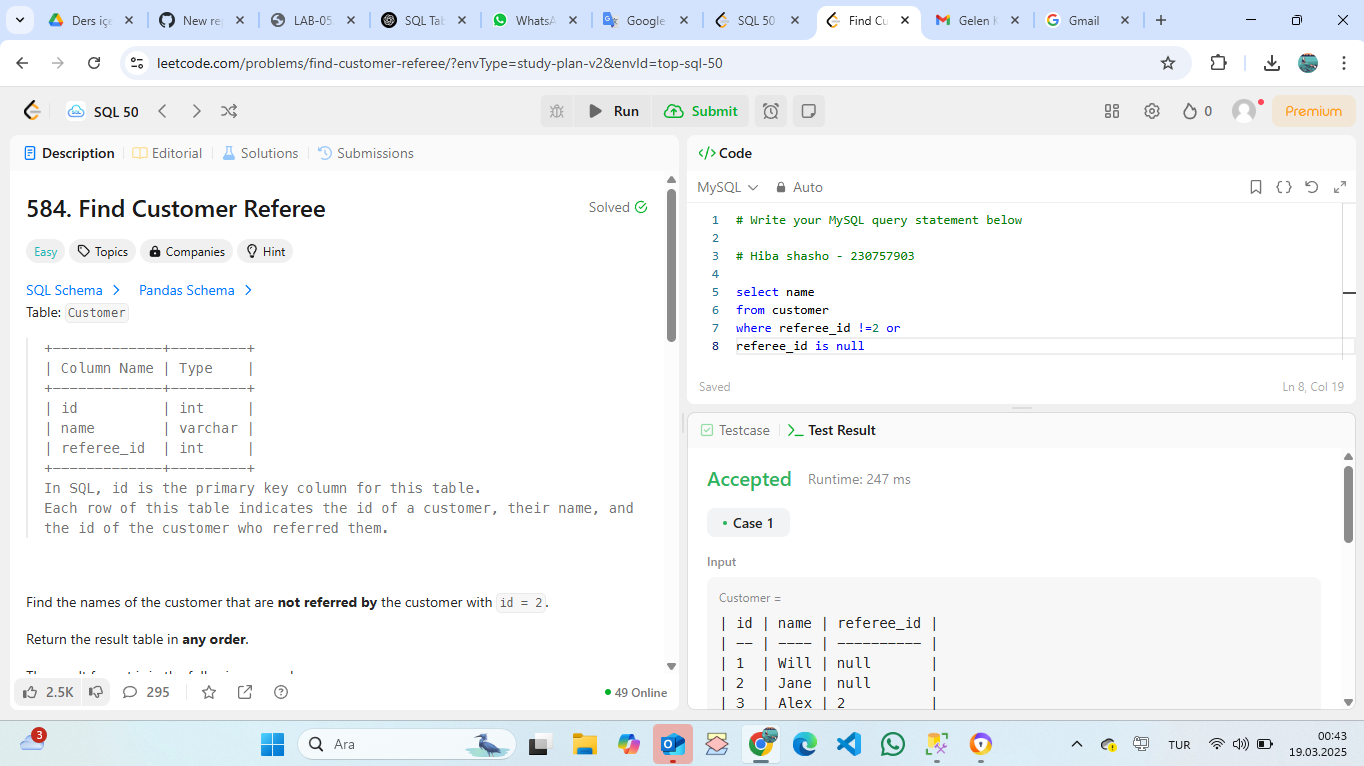 Ders içe
New re
LAB-05
SQL Tab
WhatsA
Google
SQL 50
Find Cu
Gelen K
Gmail
leetcode.com/problems/find-customer-referee/?envType=study-plan-v2&envId=top-sql-50
SQL 50
Run
Submit
0
Premium
Description
Editorial
Solutions
Submissions
584. Find Customer Referee
Solved
Easy
Topics
Companies
Hint
SQL Schema
Pandas Schema
Table: Customer
+-------------+---------+
| Column Name | Type    |
+-------------+---------+
| id          | int     |
| name        | varchar |
| referee_id  | int     |
+-------------+---------+
In SQL, id is the primary key column for this table.
Each row of this table indicates the id of a customer, their name, and
the id of the customer who referred them.
Find the names of the customer that are not referred by the customer with id = 2.
Return the result table in any order.
2.5K
295
49 Online
</> Code
MySQL
Auto
1 # Write your MySQL query statement below
2
3 # Hiba shasho - 230757903
4
5 select name
6 from customer
7 where referee_id !=2 or
8 referee_id is null
Saved
Ln 8, Col 19
Testcase
Test Result
Accepted
Runtime: 247 ms
• Case 1
Input
Customer =
| id | name | referee_id |
| -- | ---- | ---------- |
| 1  | Will | null       |
| 2  | Jane | null       |
| 3  | Alex | 2          |
3
Ara
TUR
00:43
19.03.2025